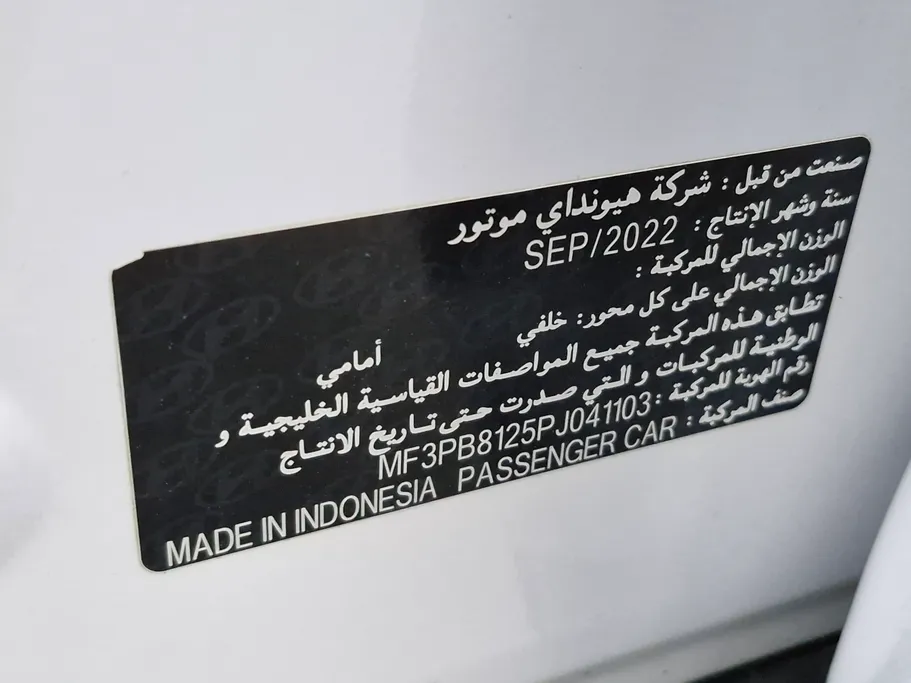 صنعت من قبل : شركة هيونداي موتور
سنة وشهر الإنتاج : SEP/2022
الوزن الإجمالي للمركبة :
الوزن الإجمالي على كل محور: خلفي أمامي
تطابق هذه المركبة جميع المواصفات القياسية الخليجية و
الوطنية للمركبات و التي صدرت حتى تاريخ الانتاج
رقم الهوية للمركبة : MF3PB8125PJ041103
صنف المركبة : PASSENGER CAR MADE IN INDONESIA